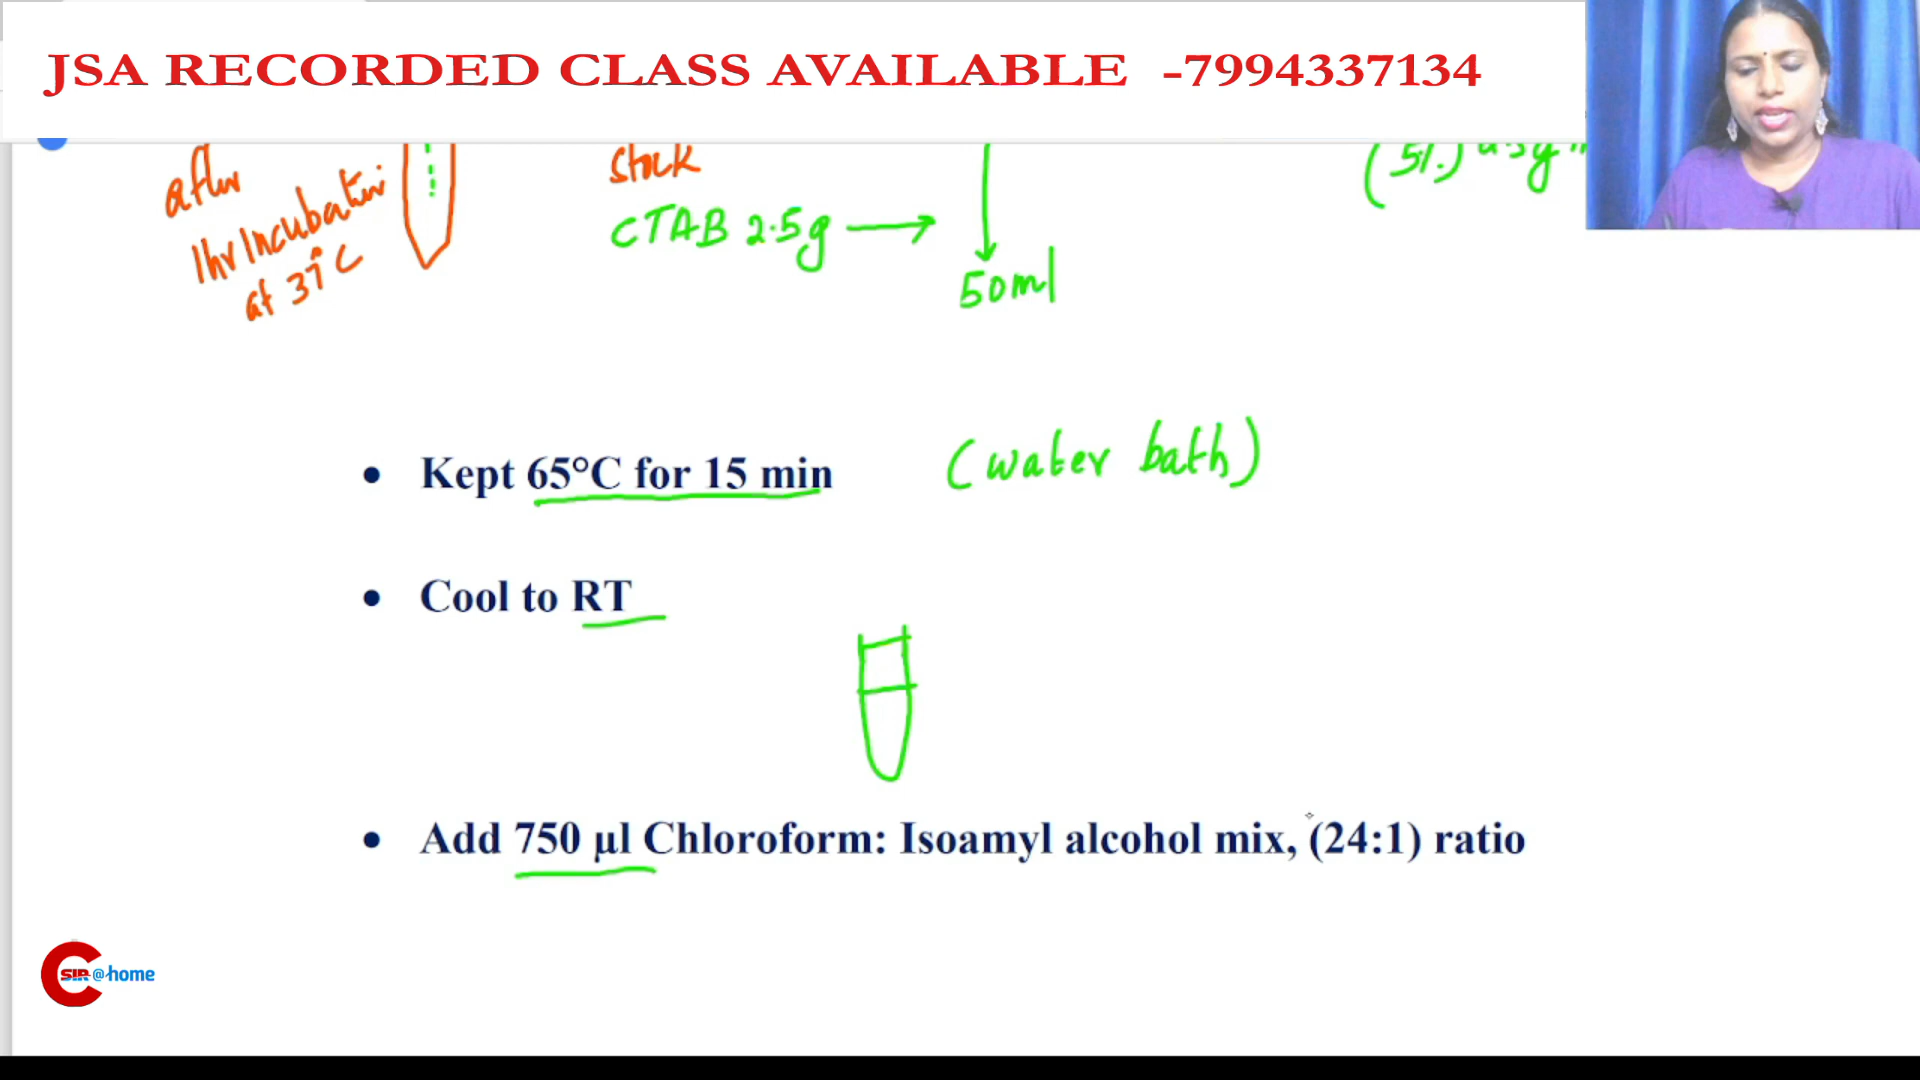 JSA RECORDED CLASS AVAILABLE -7994337134
after
1hr Incubation
at 37°C
stock
CTAB 2.5g →
50ml
(5%)
• Kept 65°C for 15 min (water bath)
• Cool to RT
• Add 750 µl Chloroform: Isoamyl alcohol mix, (24:1) ratio
CSIR@home